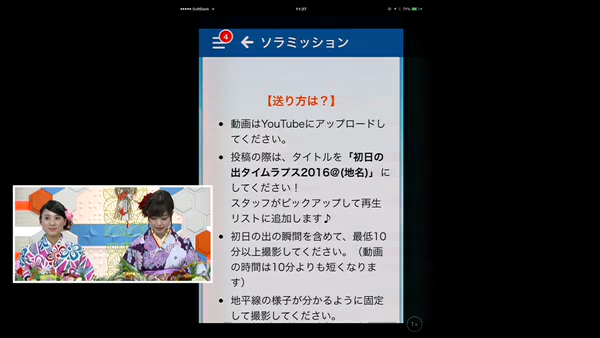 SoftBank
11:37
71%
4
ソラミッション
【送り方は？】
動画はYouTubeにアップロードし
てください。
投稿の際は、タイトルを「初日の
出タイムラプス2016@(地名)」に
してください！
スタッフがピックアップして再生
リストに追加します♪
初日の出の瞬間を含めて、最低10
分以上撮影してください。（動画
の時間は10分よりも短くなりま
す）
地平線の様子が分かるように固定
して撮影してください。
1x